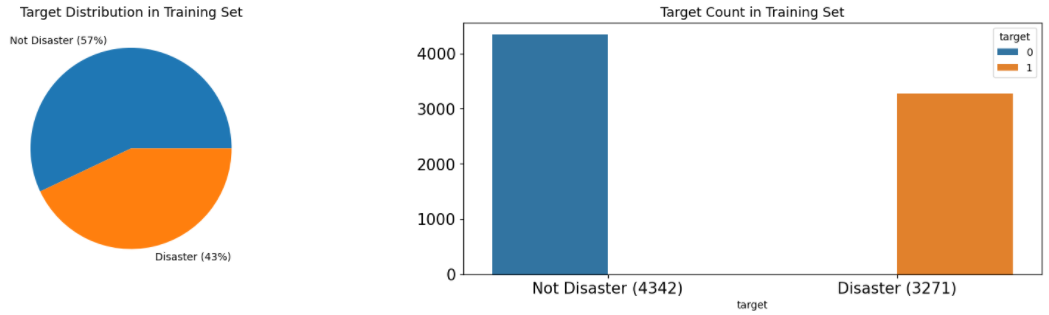 Target Distribution in Training Set
Not Disaster (57%)
Disaster (43%)
Target Count in Training Set
4000
3000
2000
1000
0
target
0
1
Not Disaster (4342)
Disaster (3271)
target